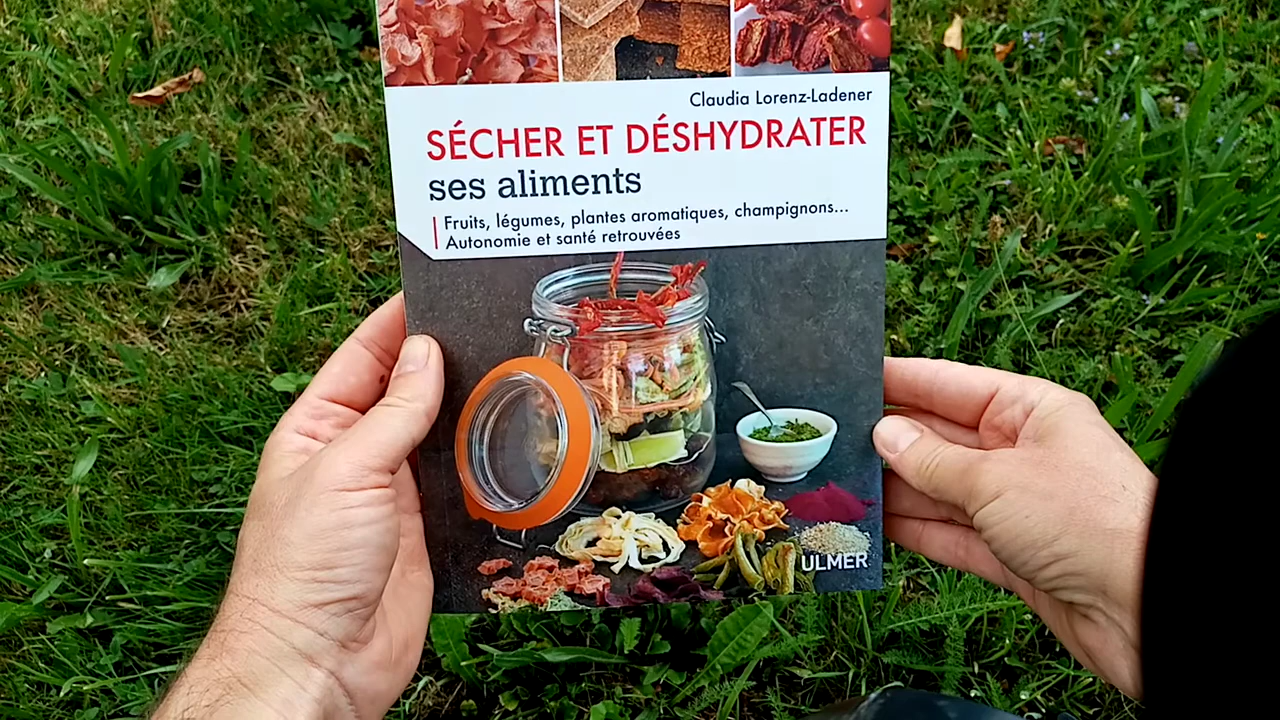 Claudia Lorenz-Ladener
SÉCHER ET DÉSHYDRATER
ses aliments
Fruits, légumes, plantes aromatiques, champignons...
Autonomie et santé retrouvées
ULMER